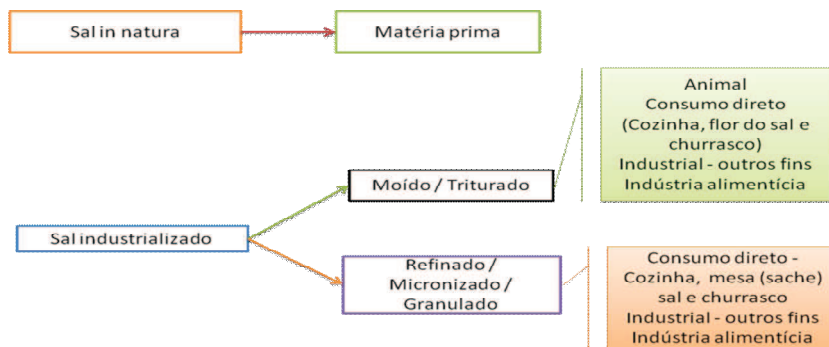 Sal in natura
Matéria prima
Animal
Consumo direto
(Cozinha, flor do sal e
churrasco)
Industrial - outros fins
Indústria alimentícia
Moído / Triturado
Sal industrializado
Refinado /
Micronizado /
Granulado
Consumo direto -
Cozinha, mesa (sache)
sal e churrasco
Industrial - outros fins
Indústria alimentícia